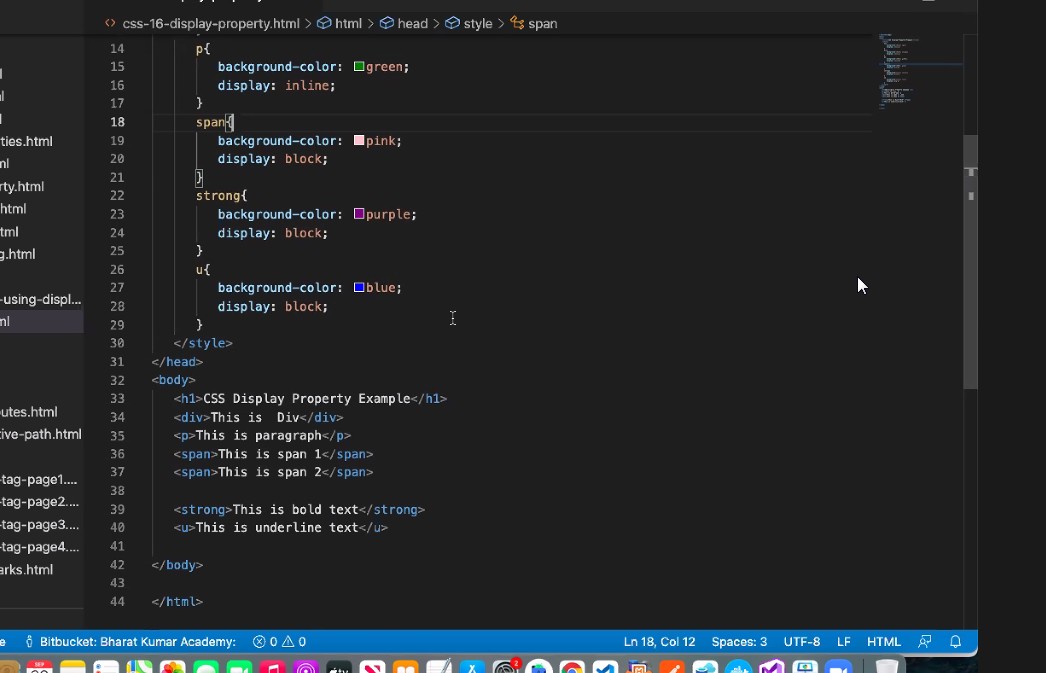 css-16-display-property.html > html > head > style > span
14 p{
15 background-color: green;
16 display: inline;
17 }
18 span{
19 background-color: pink;
20 display: block;
21 }
22 strong{
23 background-color: purple;
24 display: block;
25 }
26 u{
27 background-color: blue;
28 display: block;
29 }
30 </style>
31 </head>
32 <body>
33 <h1>CSS Display Property Example</h1>
34 <div>This is  Div</div>
35 <p>This is paragraph</p>
36 <span>This is span 1</span>
37 <span>This is span 2</span>
38
39 <strong>This is bold text</strong>
40 <u>This is underline text</u>
41
42 </body>
43
44 </html>
ties.html
rty.html
html
tml
g.html
-using-displ...
ml
utes.html
tive-path.html
-tag-page1....
-tag-page2....
-tag-page3....
-tag-page4....
arks.html
Bitbucket: Bharat Kumar Academy: 0 0 Ln 18, Col 12 Spaces: 3 UTF-8 LF HTML
SEP
2